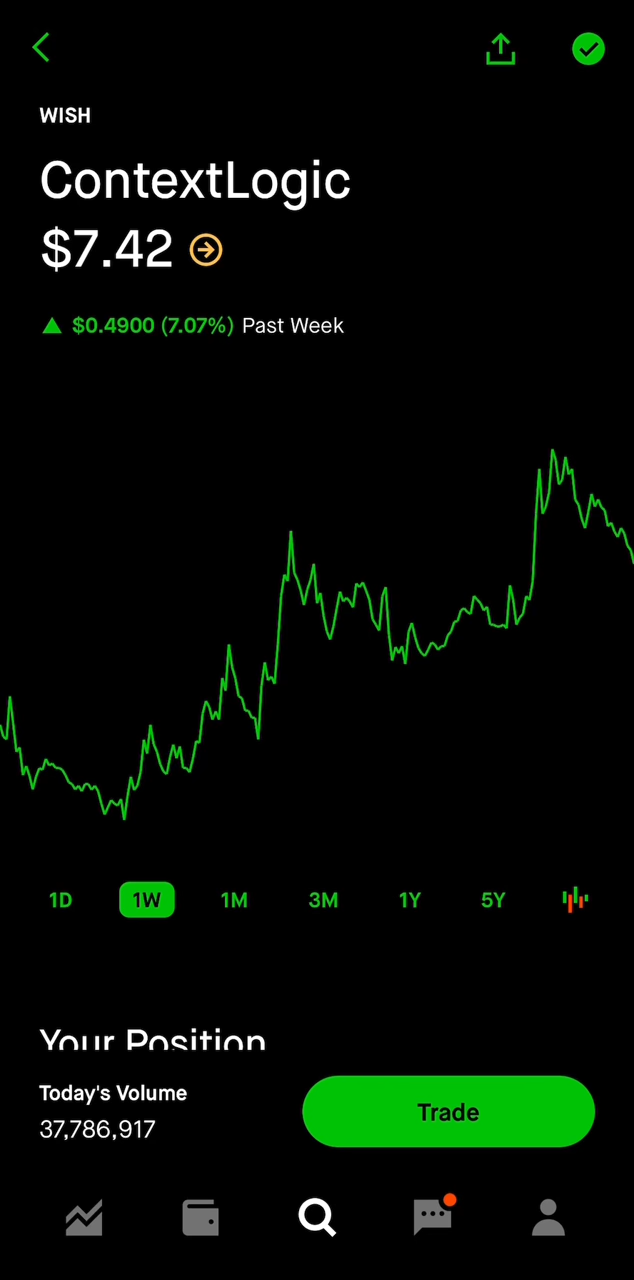 WISH
ContextLogic
$7.42
$0.4900 (7.07%) Past Week
1D 1W 1M 3M 1Y 5Y
Your Position
Today's Volume
37,786,917
Trade